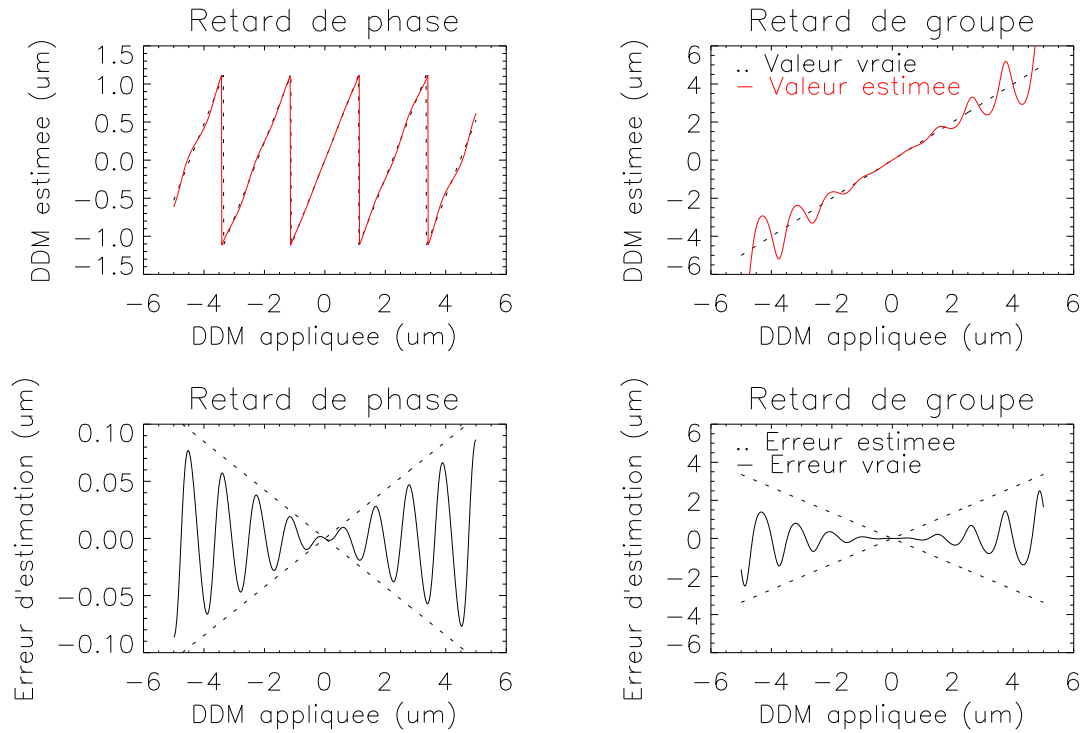 Retard de phase
DDM estimee (um)
1.5
1.0
0.5
0.0
−0.5
−1.0
−1.5
−6 −4 −2 0 2 4 6
DDM appliquee (um)
Retard de groupe
DDM estimee (um)
Valeur vraie
Valeur estimee
6
4
2
0
−2
−4
−6
−6 −4 −2 0 2 4 6
DDM appliquee (um)
Retard de phase
Erreur d'estimation (um)
0.10
0.05
0.00
−0.05
−0.10
−6 −4 −2 0 2 4 6
DDM appliquee (um)
Retard de groupe
Erreur d'estimation (um)
Erreur estimee
Erreur vraie
6
4
2
0
−2
−4
−6
−6 −4 −2 0 2 4 6
DDM appliquee (um)